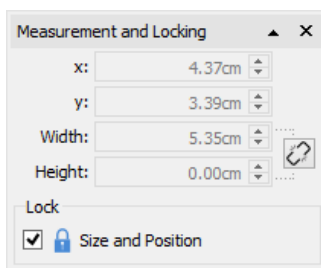 Measurement and Locking
x: 4.37cm
y: 3.39cm
Width: 5.35cm
Height: 0.00cm
Lock
Size and Position